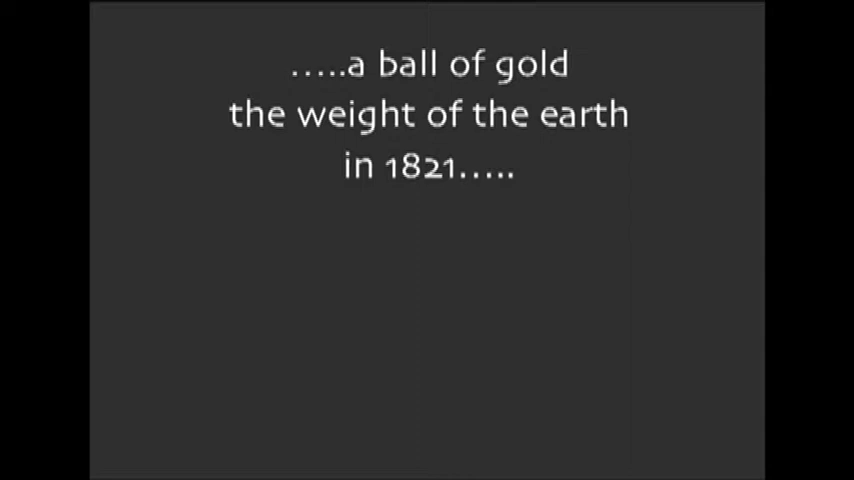 …..a ball of gold
the weight of the earth
in 1821…..